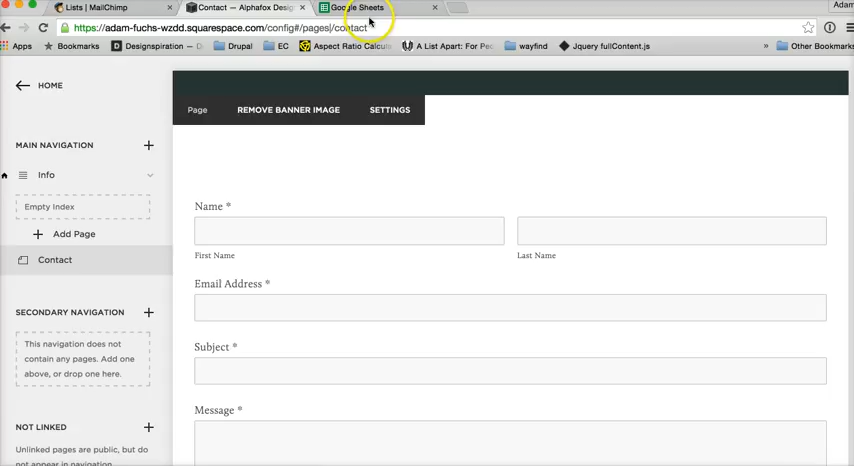 Lists | MailChimp
Contact — Alphafox Desig
Google Sheets
Adam
https://adam-fuchs-wzdd.squarespace.com/config#/pages|/contact
Apps
Bookmarks
Designspiration — D
Drupal
EC
Aspect Ratio Calcula
A List Apart: For Peo
wayfind
Jquery fullContent.js
»
Other Bookmarks
HOME
Page
REMOVE BANNER IMAGE
SETTINGS
MAIN NAVIGATION
Info
Empty Index
Add Page
Contact
SECONDARY NAVIGATION
This navigation does not
contain any pages. Add one
above, or drop one here.
NOT LINKED
Unlinked pages are public, but do
not appear in navigation
Name *
First Name
Last Name
Email Address *
Subject *
Message *